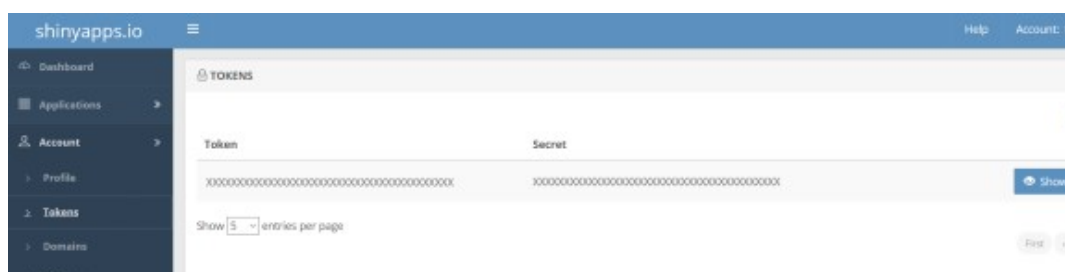 shinyapps.io
Help Account:
Dashboard
TOKENS
Applications
Account
Token Secret
Profile
XXXXXXXXXXXXXXXXXXXXXXXXXXXXXXXXXXXXXXXX XXXXXXXXXXXXXXXXXXXXXXXXXXXXXXXXXXXXXXXX
Show
Tokens
Show 5 entries per page
Domains
First